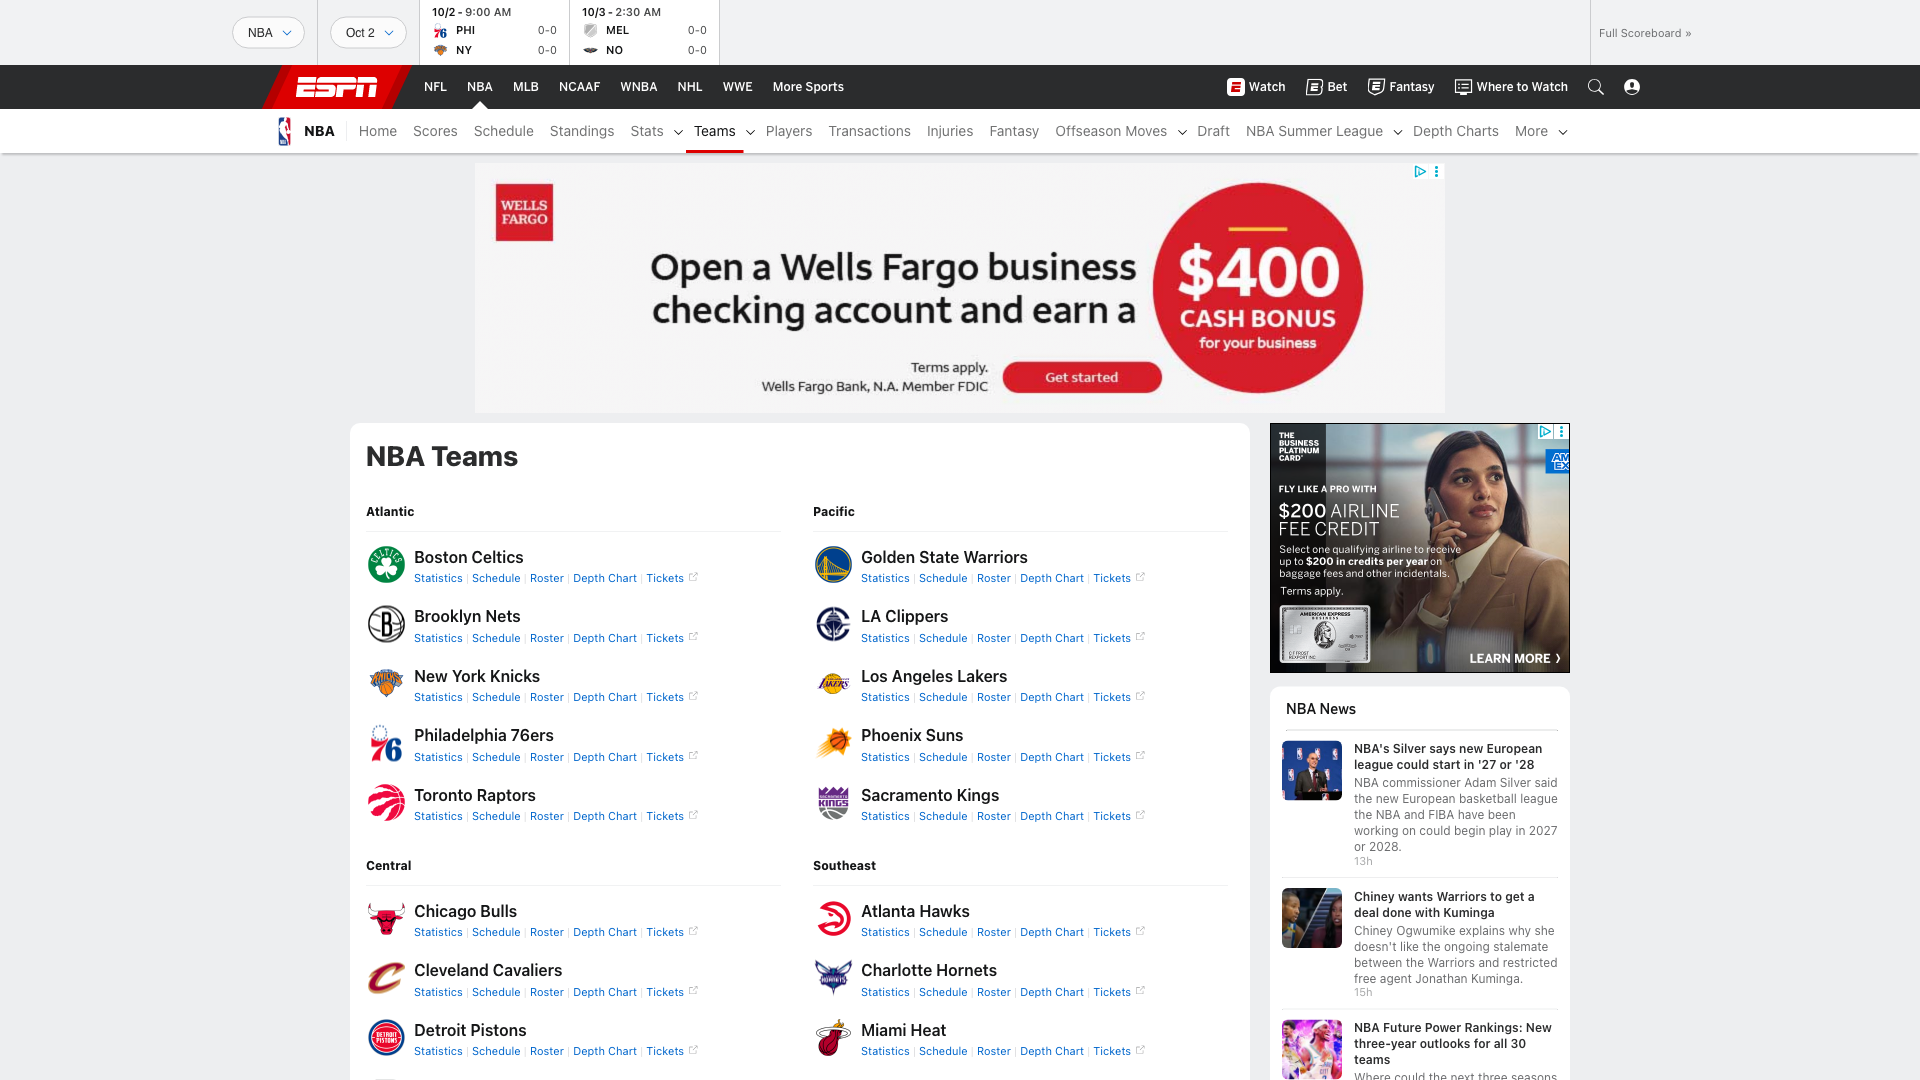 NBA
Oct 2
10/2 - 9:00 AM
PHI 0-0
NY 0-0
10/3 - 2:30 AM
MEL 0-0
NO 0-0
Full Scoreboard »
ESPN
NFL NBA MLB NCAAF WNBA NHL WWE More Sports
Watch Bet Fantasy Where to Watch
NBA Home Scores Schedule Standings Stats Teams Players Transactions Injuries Fantasy Offseason Moves Draft NBA Summer League Depth Charts More
WELLS
FARGO
Open a Wells Fargo business
checking account and earn a
$400
CASH BONUS
for your business
Terms apply.
Wells Fargo Bank, N.A. Member FDIC
Get started
NBA Teams
Atlantic
Boston Celtics
Statistics | Schedule | Roster | Depth Chart | Tickets
Brooklyn Nets
Statistics | Schedule | Roster | Depth Chart | Tickets
New York Knicks
Statistics | Schedule | Roster | Depth Chart | Tickets
Philadelphia 76ers
Statistics | Schedule | Roster | Depth Chart | Tickets
Toronto Raptors
Statistics | Schedule | Roster | Depth Chart | Tickets
Central
Chicago Bulls
Statistics | Schedule | Roster | Depth Chart | Tickets
Cleveland Cavaliers
Statistics | Schedule | Roster | Depth Chart | Tickets
Detroit Pistons
Statistics | Schedule | Roster | Depth Chart | Tickets
Pacific
Golden State Warriors
Statistics | Schedule | Roster | Depth Chart | Tickets
LA Clippers
Statistics | Schedule | Roster | Depth Chart | Tickets
Los Angeles Lakers
Statistics | Schedule | Roster | Depth Chart | Tickets
Phoenix Suns
Statistics | Schedule | Roster | Depth Chart | Tickets
Sacramento Kings
Statistics | Schedule | Roster | Depth Chart | Tickets
Southeast
Atlanta Hawks
Statistics | Schedule | Roster | Depth Chart | Tickets
Charlotte Hornets
Statistics | Schedule | Roster | Depth Chart | Tickets
Miami Heat
Statistics | Schedule | Roster | Depth Chart | Tickets
THE
BUSINESS
PLATINUM
CARD
AM
EX
FLY LIKE A PRO WITH
$200 AIRLINE
FEE CREDIT
Select one qualifying airline to receive
up to $200 in credits per year on
baggage fees and other incidentals.
Terms apply.
AMERICAN EXPRESS
BUSINESS
LEARN MORE
NBA News
NBA's Silver says new European
league could start in '27 or '28
NBA commissioner Adam Silver said
the new European basketball league
the NBA and FIBA have been
working on could begin play in 2027
or 2028.
13h
Chiney wants Warriors to get a
deal done with Kuminga
Chiney Ogwumike explains why she
doesn't like the ongoing stalemate
between the Warriors and restricted
free agent Jonathan Kuminga.
15h
NBA Future Power Rankings: New
three-year outlooks for all 30
teams
Where could the next three seasons